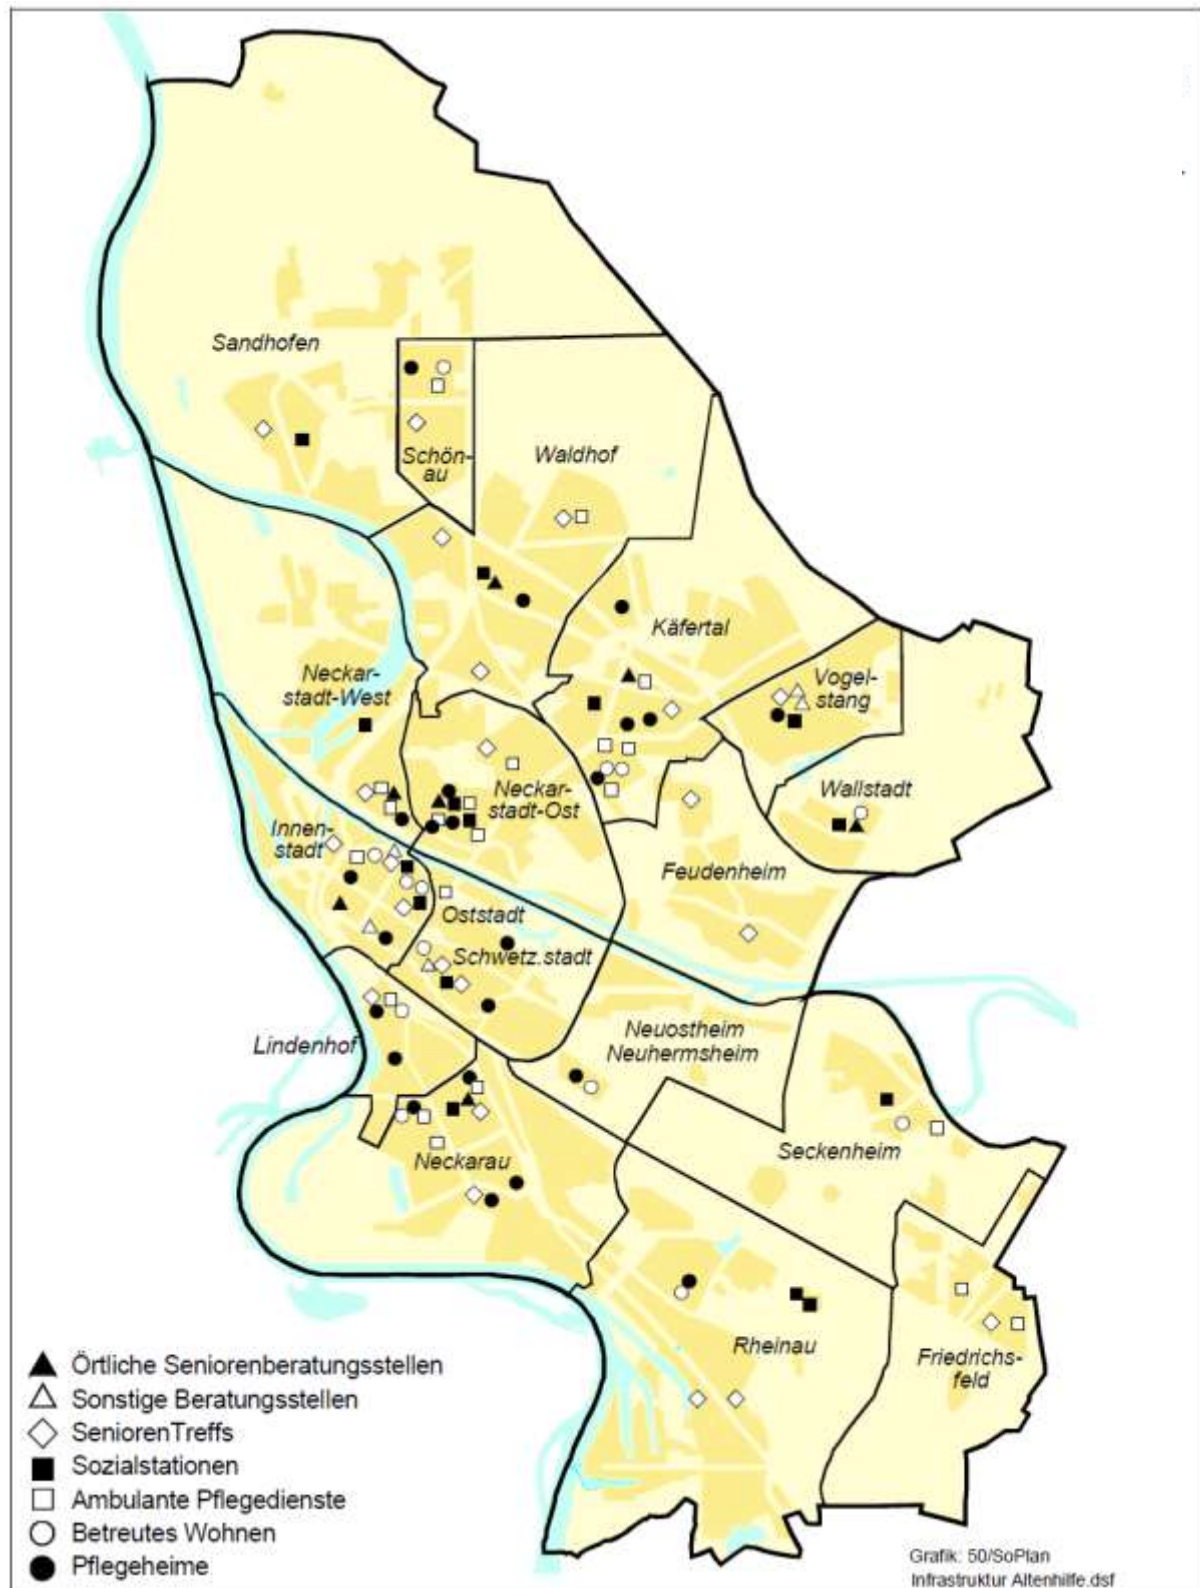 Sandhofen
Schön-
au
Waldhof
Käfertal
Neckar-
stadt-West
Vogel-
stang
Neckar-
stadt-Ost
Wallstadt
Innen-
stadt
Feudenheim
Oststadt
Schwetz.stadt
Lindenhof
Neuostheim
Neuhermsheim
Seckenheim
Neckarau
Rheinau
Friedrichs-
feld
Örtliche Seniorenberatungsstellen
Sonstige Beratungsstellen
SeniorenTreffs
Sozialstationen
Ambulante Pflegedienste
Betreutes Wohnen
Pflegeheime
Grafik: 50/SoPlan
Infrastruktur Altenhilfe.dsf